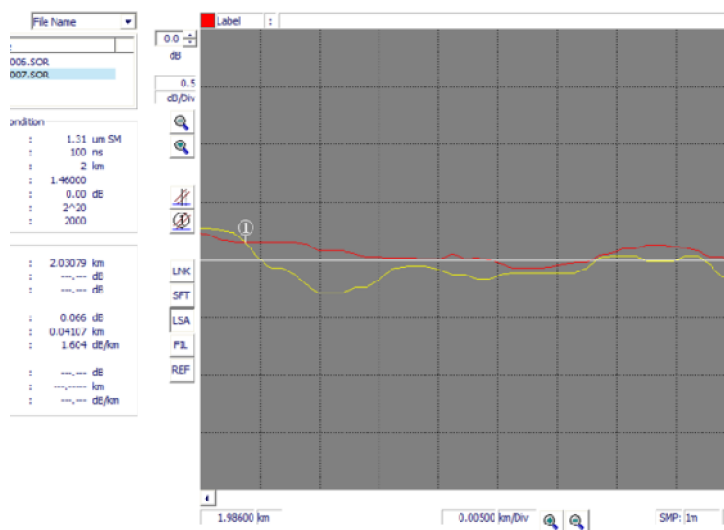 File Name
Label :
006.SOR
007.SOR
0.0
dB
0.5
dB/Div
ondition
: 1.31 um SM
: 100 ns
: 2 km
: 1.46000
: 0.00 dB
: 2^20
: 2000
①
: 2.03079 km
: ---.--- dB
: ---.--- dB
: 0.066 dB
: 0.04107 km
: 1.604 dB/km
: ---.--- dB
: ---.----- km
: ---.--- dB/km
LNK
SFT
LSA
REF
1.98600 km
0.00500 km/Div
SMP: 1m